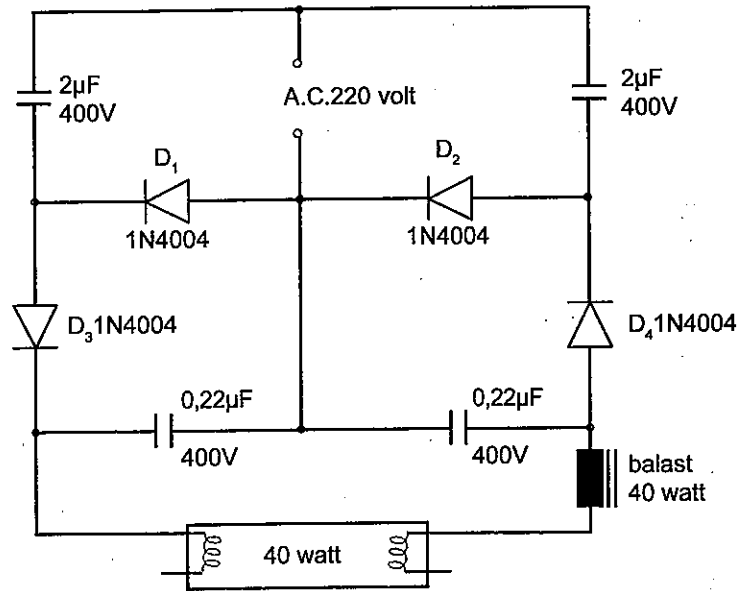 2µF
400V
A.C.220 volt
2µF
400V
D₁
1N4004
D₂
1N4004
D₃1N4004
D₄1N4004
0,22µF
400V
0,22µF
400V
balast
40 watt
40 watt